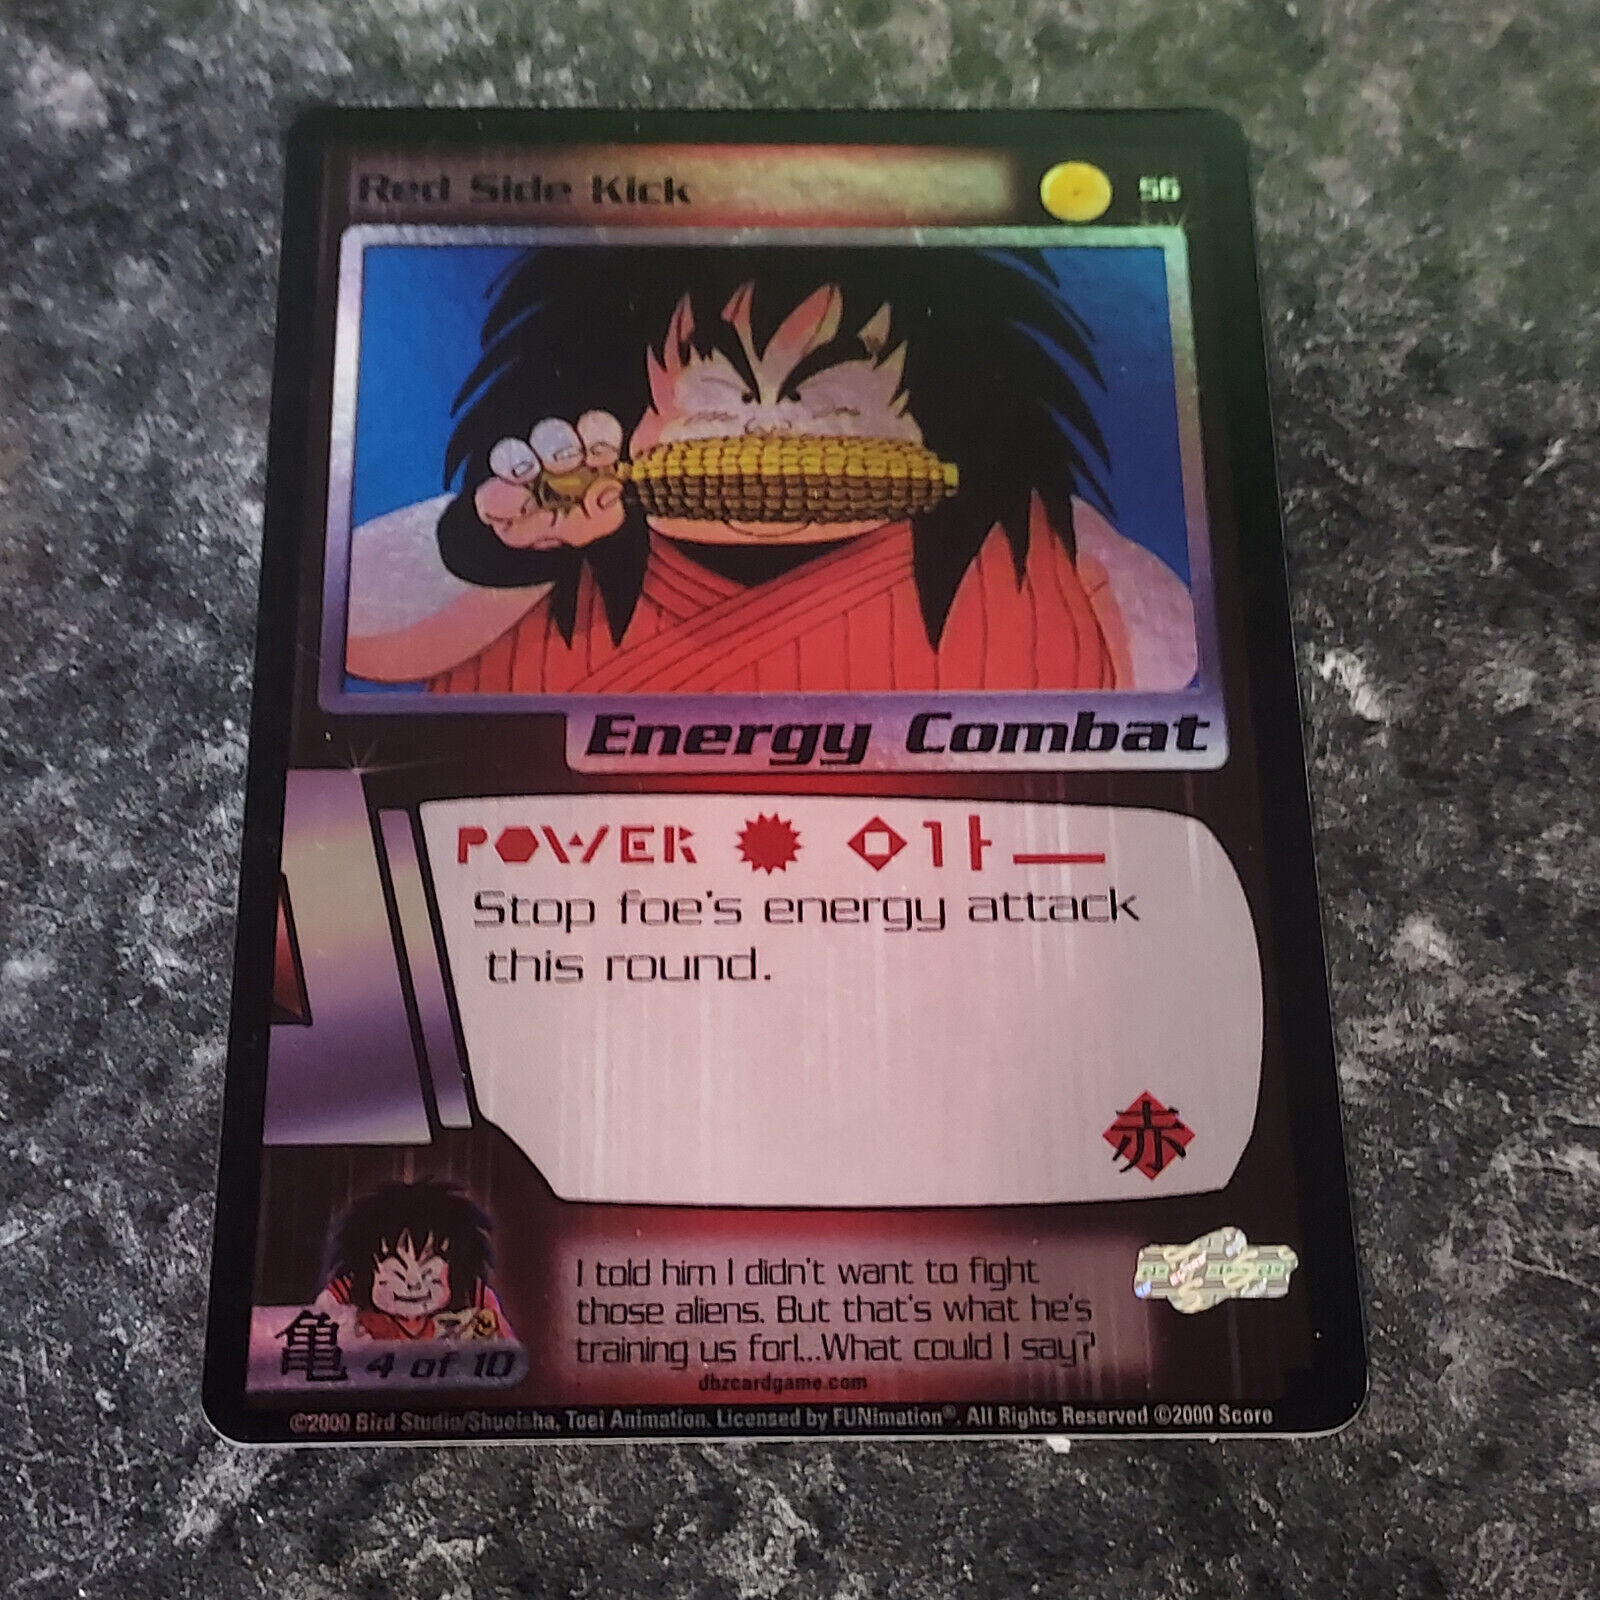 Red Side Kick 56
Energy Combat
POWER
Stop foe's energy attack
this round.
赤
I told him I didn't want to fight
those aliens. But that's what he's
training us for!...What could I say?
亀 4 of 10
dbzcardgame.com
©2000 Bird Studio/Shueisha, Toei Animation. Licensed by FUNimation®. All Rights Reserved ©2000 Score